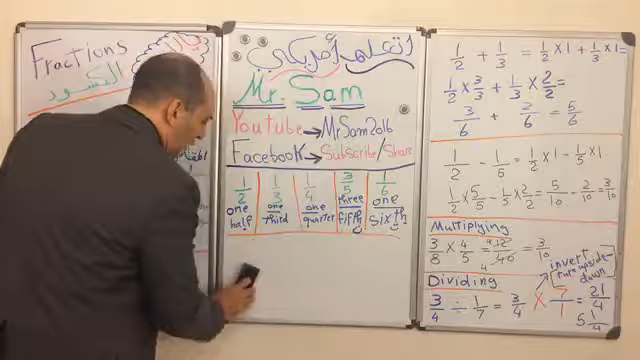 Fractions
الكسور
اتعلم أمريكي
Mr. Sam
Youtube → MrSam2016
Facebook → Subscribe/Share
1/2 1/3 1/4 3/5 1/6
one half one third one quarter three fifth one sixth
1/2 + 1/3 = 1/2 × 1 + 1/3 × 1 =
1/2 × 3/3 + 1/3 × 2/2 =
3/6 + 2/6 = 5/6
1/2 - 1/5 = 1/2 × 1 - 1/5 × 1
1/2 × 5/5 - 1/5 × 2/2 = 5/10 - 2/10 = 3/10
Multiplying
3/8 × 4/5 = 12/40 = 3/10
invert
turn upside-
down
Dividing
3/4 ÷ 1/7 = 3/4 × 7/1 = 21/4
5 1/4